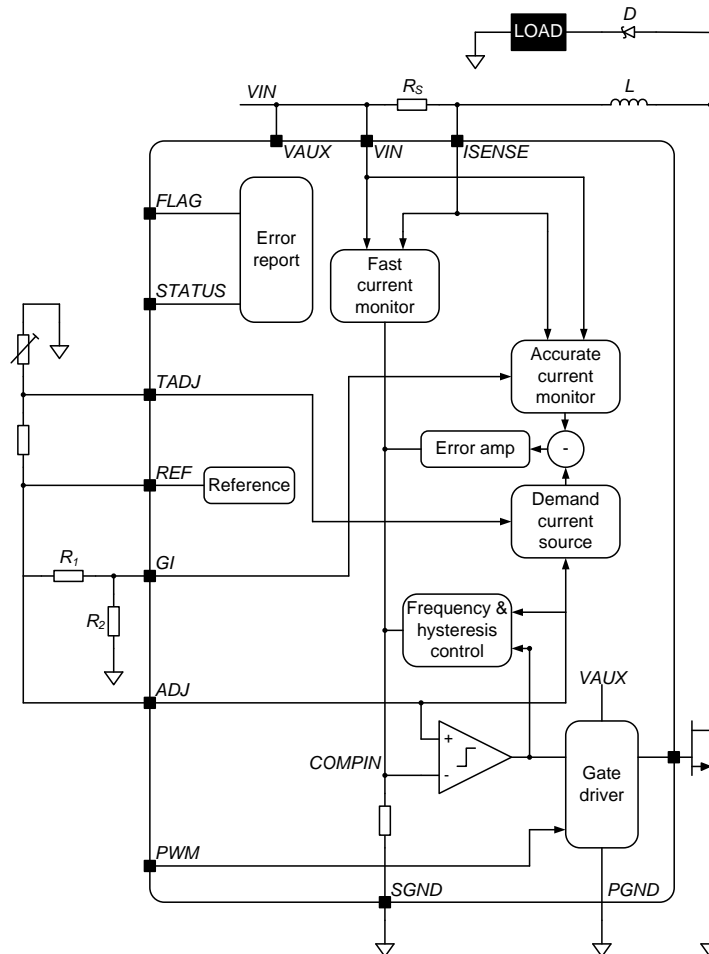 LOAD
D
VIN
RS
L
VAUX
VIN
ISENSE
FLAG
Error
report
Fast
current
monitor
STATUS
Accurate
current
monitor
TADJ
Error amp
-
REF
Reference
Demand
current
source
R1
GI
R2
Frequency &
hysteresis
control
ADJ
VAUX
+
COMPIN
-
Gate
driver
PWM
SGND
PGND